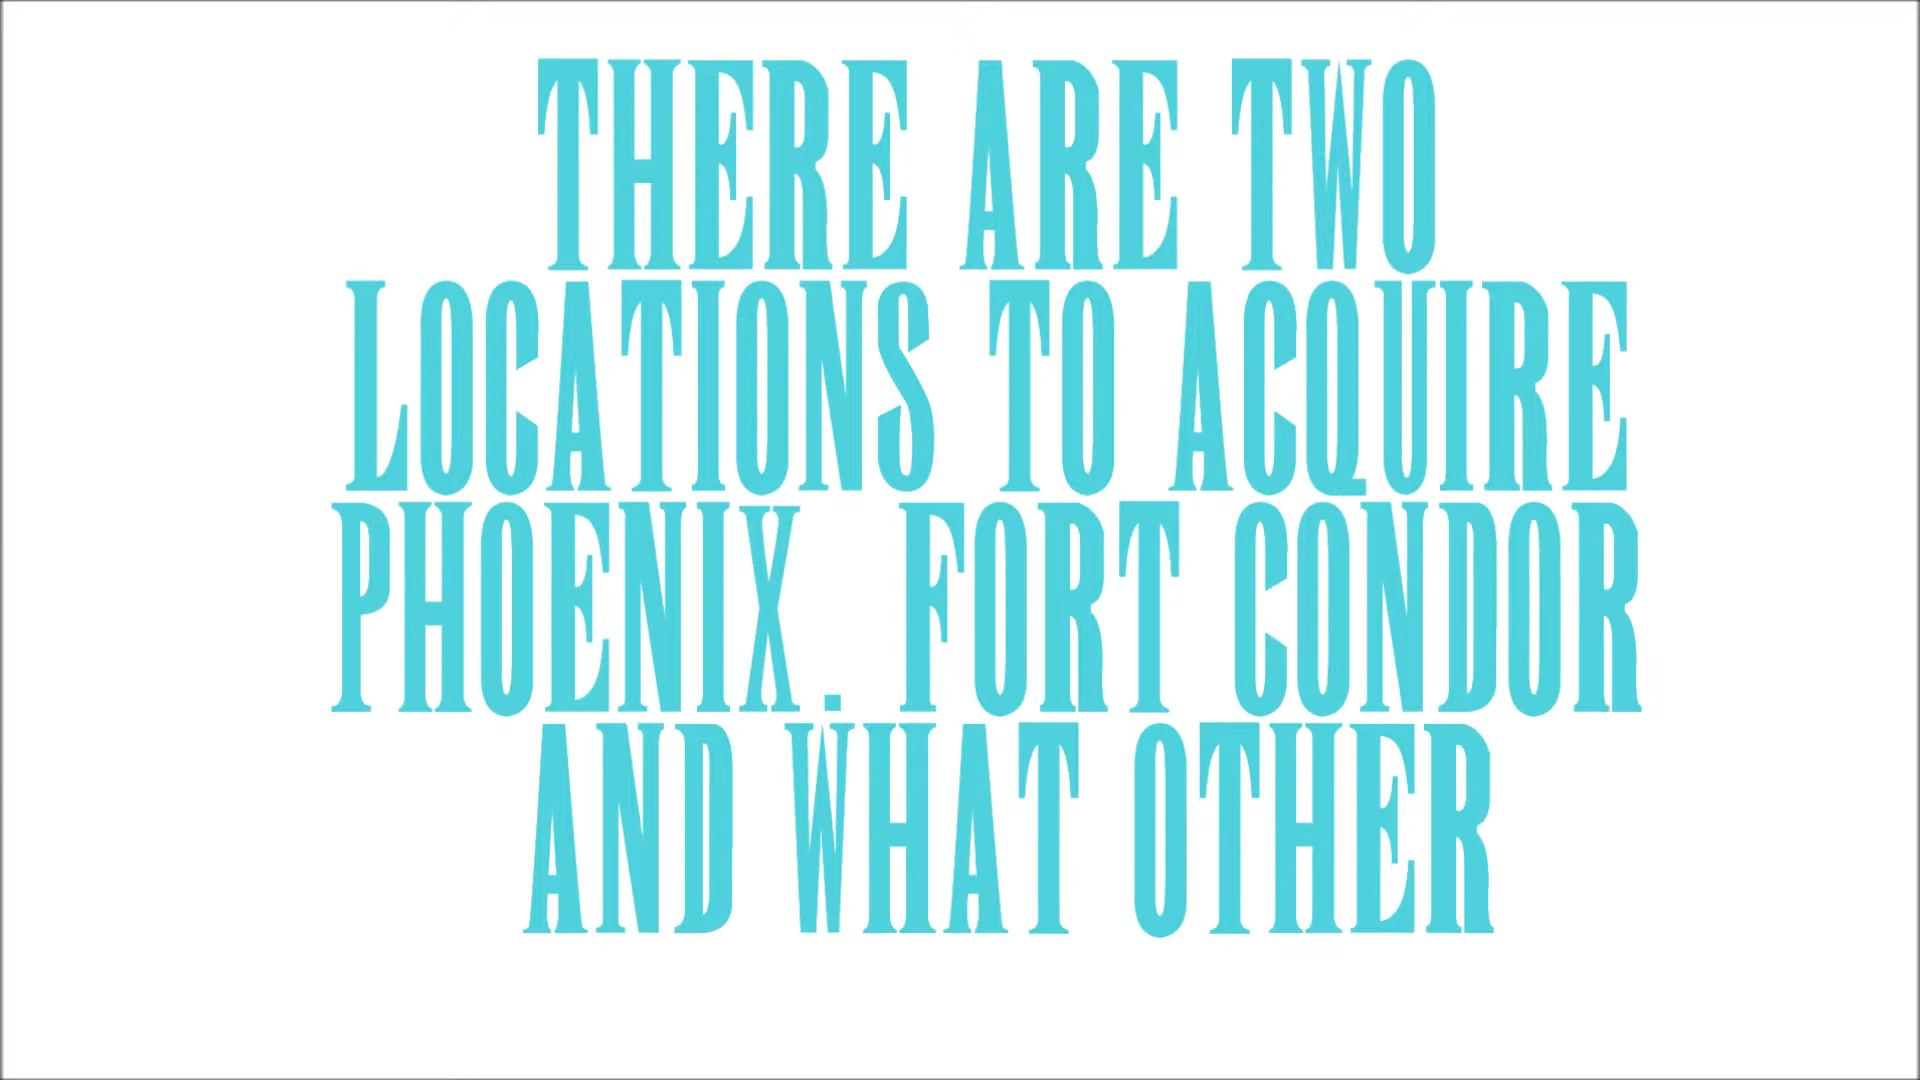 THERE ARE TWO
LOCATIONS TO ACQUIRE
PHOENIX. FORT CONDOR
AND WHAT OTHER